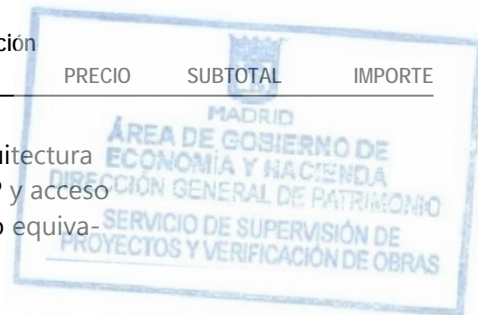 ción
PRECIO SUBTOTAL IMPORTE
MADRID
ÁREA DE GOBIERNO DE
ECONOMÍA Y HACIENDA
DIRECCIÓN GENERAL DE PATRIMONIO
SERVICIO DE SUPERVISIÓN DE
PROYECTOS Y VERIFICACIÓN DE OBRAS
uitectura
P y acceso
o equiva-